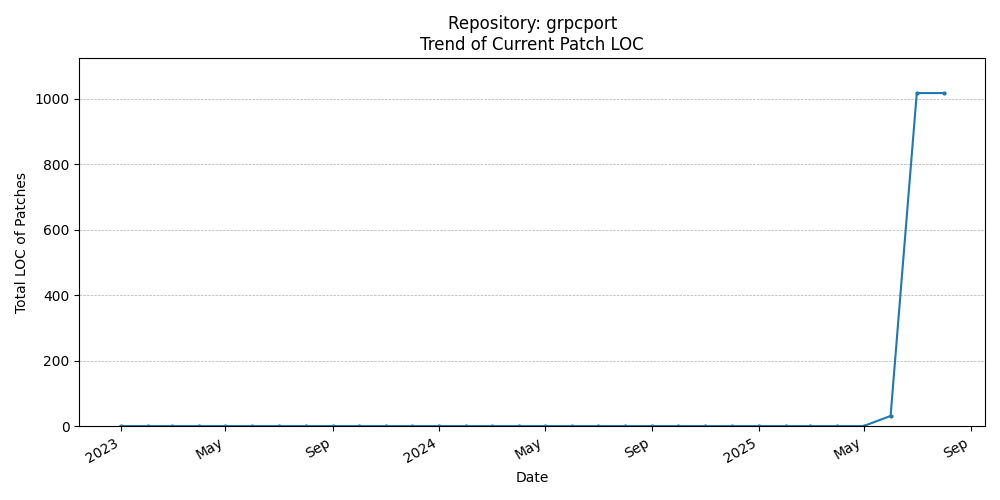 Repository: grpcport
Trend of Current Patch LOC
Total LOC of Patches
1000
800
600
400
200
0
2023
May
Sep
2024
May
Sep
2025
May
Sep
Date